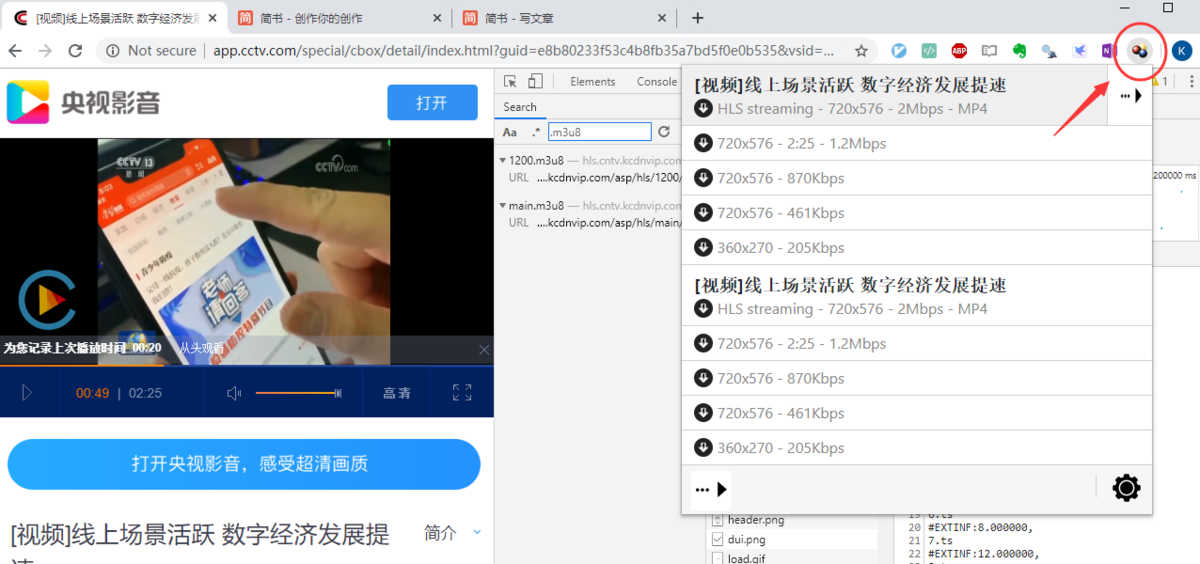 [视频]线上场景活跃 数字经济发展
简书 - 创作你的创作
简书 - 写文章
Not secure
app.cctv.com/special/cbox/detail/index.html?guid=e8b80233f53c4b8fb35a7bd5f0e0b535&vsid=...
ABP
N
K
央视影音
打开
CCTV 13
新闻
CCTV.com
老师
请回答
为您记录上次播放时间 00:20
从头观看
00:49 | 02:25
高清
打开央视影音，感受超清画质
[视频]线上场景活跃 数字经济发展提
简介
Elements
Console
1
Search
Aa
.*
.m3u8
1200.m3u8 — hls.cntv.kcdnvip.com
URL ....kcdnvip.com/asp/hls/1200/
main.m3u8 — hls.cntv.kcdnvip.com
URL ....kcdnvip.com/asp/hls/main/
200000 ms
[视频]线上场景活跃 数字经济发展提速
HLS streaming - 720x576 - 2Mbps - MP4
720x576 - 2:25 - 1.2Mbps
720x576 - 870Kbps
720x576 - 461Kbps
360x270 - 205Kbps
[视频]线上场景活跃 数字经济发展提速
HLS streaming - 720x576 - 2Mbps - MP4
720x576 - 2:25 - 1.2Mbps
720x576 - 870Kbps
720x576 - 461Kbps
360x270 - 205Kbps
header.png
dui.png
load.gif
19 6.ts
20 #EXTINF:8.000000,
21 7.ts
22 #EXTINF:12.000000,